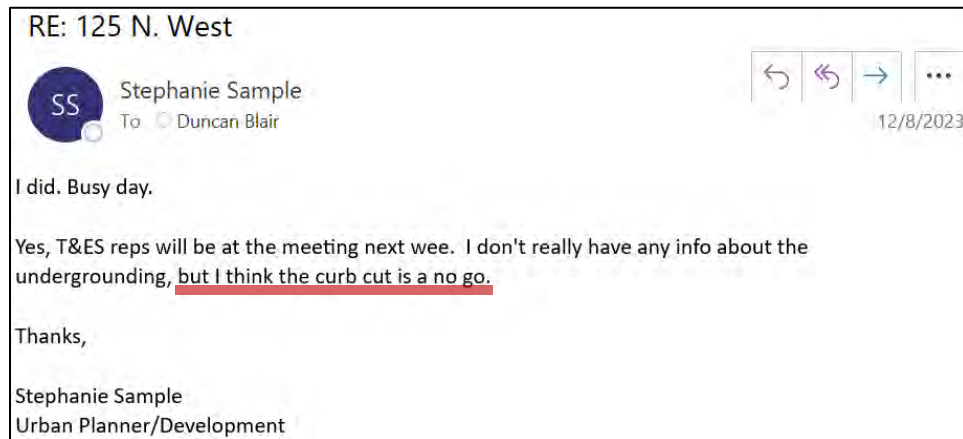 RE: 125 N. West
SS
Stephanie Sample
To Duncan Blair
12/8/2023
I did. Busy day.
Yes, T&ES reps will be at the meeting next wee. I don't really have any info about the
undergrounding, but I think the curb cut is a no go.
Thanks,
Stephanie Sample
Urban Planner/Development